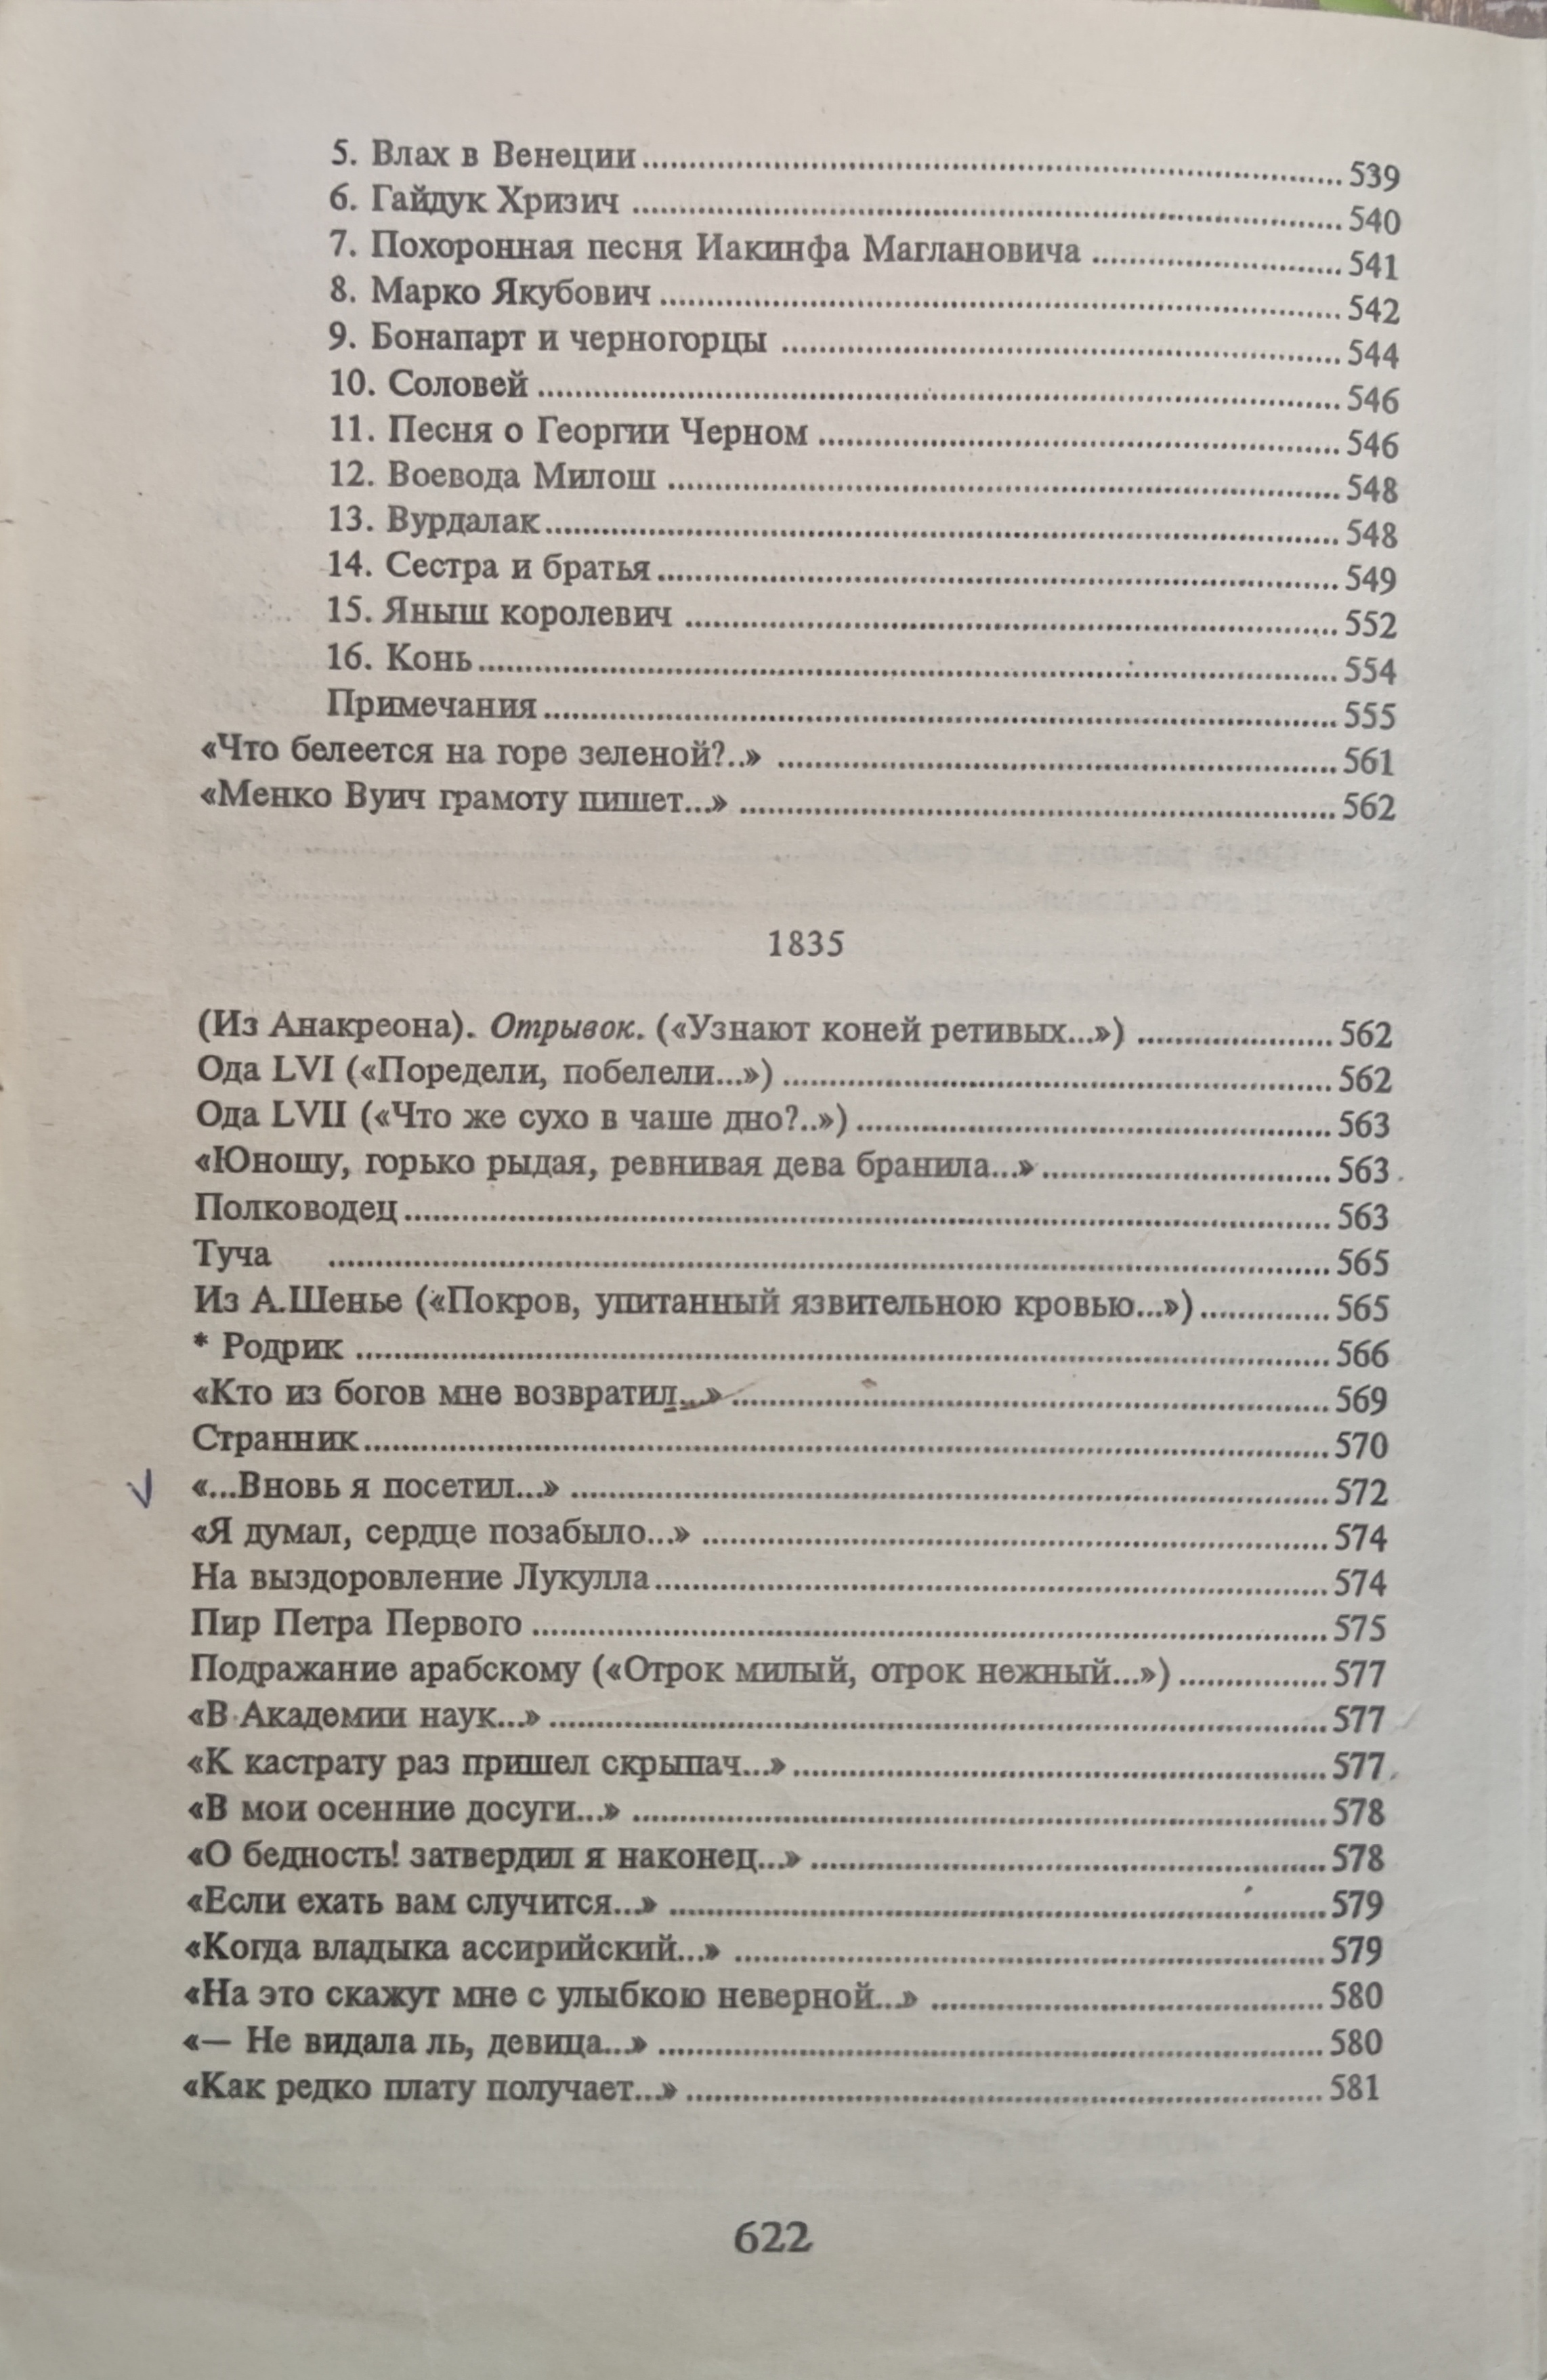 5. Влах в Венеции........539
6. Гайдук Хризич ........540
7. Похоронная песня Иакинфа Маглановича ........541
8. Марко Якубович ........542
9. Бонапарт и черногорцы ........544
10. Соловей ........546
11. Песня о Георгии Черном ........546
12. Воевода Милош ........548
13. Вурдалак........548
14. Сестра и братья........549
15. Яныш королевич ........552
16. Конь........554
Примечания........555
«Что белеется на горе зеленой?..» ........561
«Менко Вуич грамоту пишет...» ........562
1835
(Из Анакреона). Отрывок. («Узнают коней ретивых...») ........562
Ода LVI («Поредели, побелели...») ........562
Ода LVII («Что же сухо в чаше дно?..») ........563
«Юношу, горько рыдая, ревнивая дева бранила...» ........563
Полководец ........563
Туча ........565
Из А.Шенье («Покров, упитанный язвительною кровью...») ........565
* Родрик ........566
«Кто из богов мне возвратил...» ........569
Странник........570
«...Вновь я посетил...» ........572
«Я думал, сердце позабыло...» ........574
На выздоровление Лукулла........574
Пир Петра Первого ........575
Подражание арабскому («Отрок милый, отрок нежный...») ........577
«В Академии наук...» ........577
«К кастрату раз пришел скрыпач...» ........577
«В мои осенние досуги...» ........578
«О бедность! затвердил я наконец...» ........578
«Если ехать вам случится...» ........579
«Когда владыка ассирийский...» ........579
«На это скажут мне с улыбкою неверной...» ........580
«— Не видала ль, девица...» ........580
«Как редко плату получает...» ........581
622